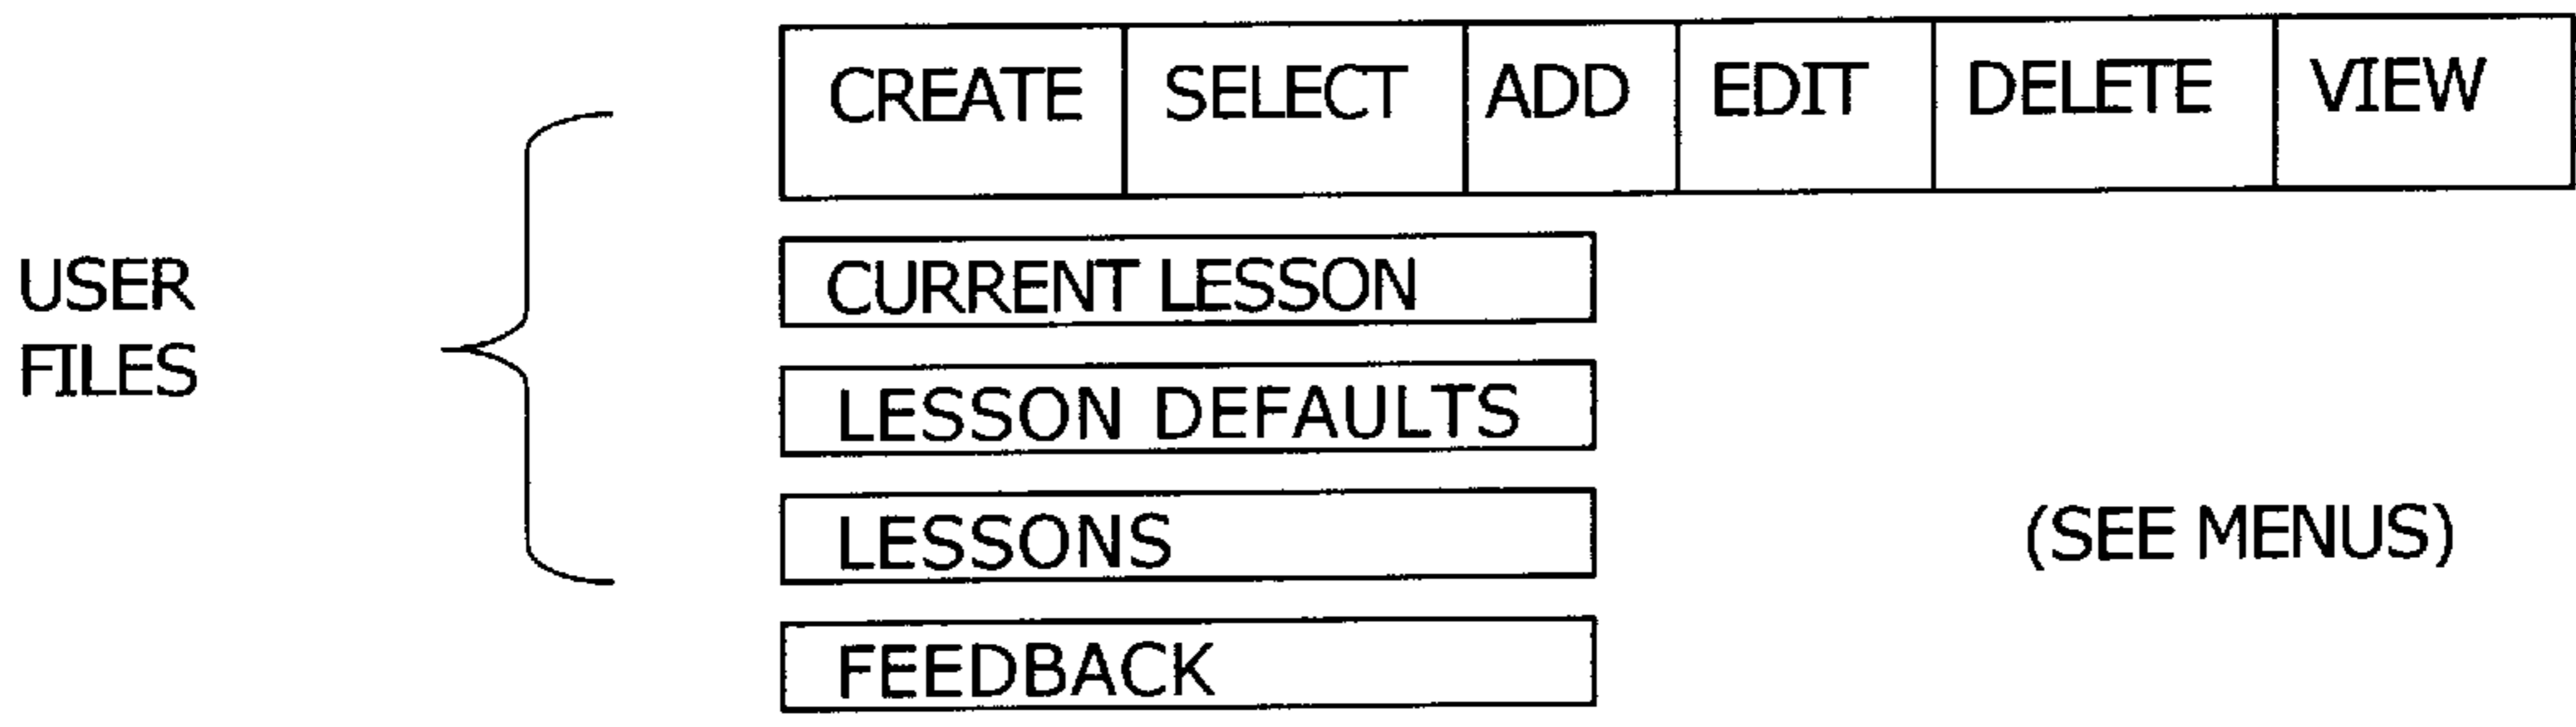 CREATE SELECT ADD EDIT DELETE VIEW
USER
FILES
CURRENT LESSON
LESSON DEFAULTS
LESSONS
(SEE MENUS)
FEEDBACK